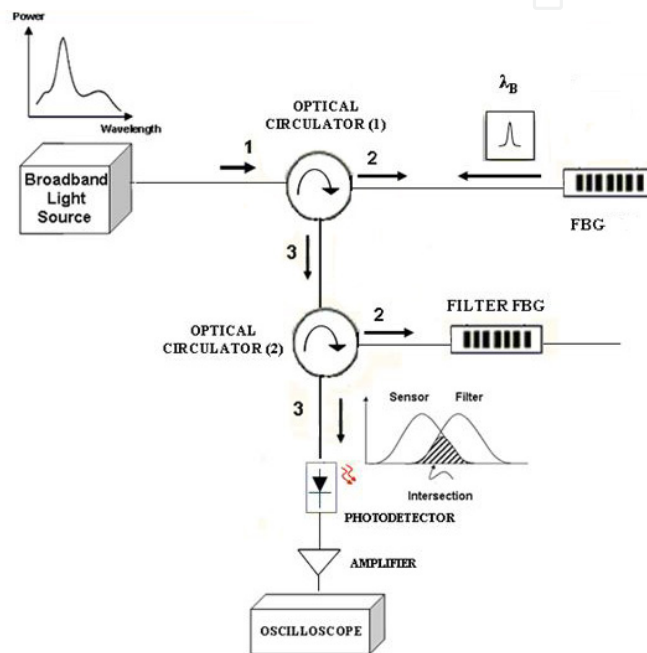 Power
Wavelength
Broadband
Light
Source
1
OPTICAL
CIRCULATOR (1)
2
λB
FBG
3
OPTICAL
CIRCULATOR (2)
2
FILTER FBG
3
Sensor Filter
Intersection
PHOTODETECTOR
AMPLIFIER
OSCILLOSCOPE